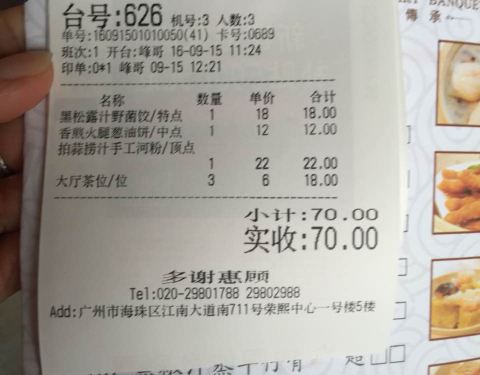 BANQUET
傳 承
台号:626 机号:3 人数:3
单号:16091501010050(41) 卡号:0689
班次:1 开台:峰哥 16-09-15 11:24
印单:0*1 峰哥 09-15 12:21
名称 数量 单价 合计
黑松露汁野菌饺/特点 1 18 18.00
香煎火腿葱油饼/中点 1 12 12.00
拍蒜捞汁手工河粉/顶点
1 22 22.00
大厅茶位/位 3 6 18.00
小计:70.00
实收:70.00
多谢惠顾
Tel:020-29801788 29802988
Add:广州市海珠区江南大道南711号荣熙中心一号楼5楼